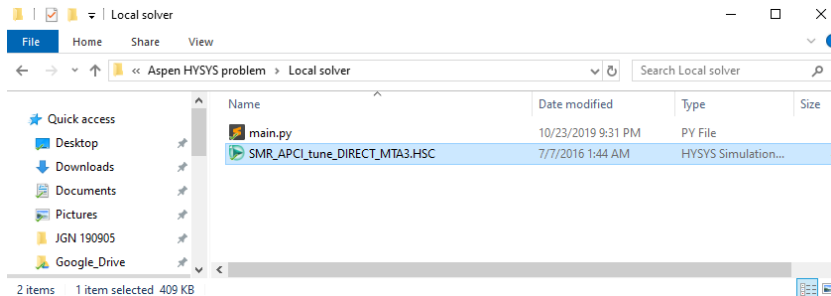 Local solver
File Home Share View
« Aspen HYSYS problem > Local solver
Search Local solver
Name Date modified Type Size
Quick access
Desktop
Downloads
Documents
Pictures
JGN 190905
Google_Drive
main.py 10/23/2019 9:31 PM PY File
SMR_APCI_tune_DIRECT_MTA3.HSC 7/7/2016 1:44 AM HYSYS Simulation...
2 items 1 item selected 409 KB